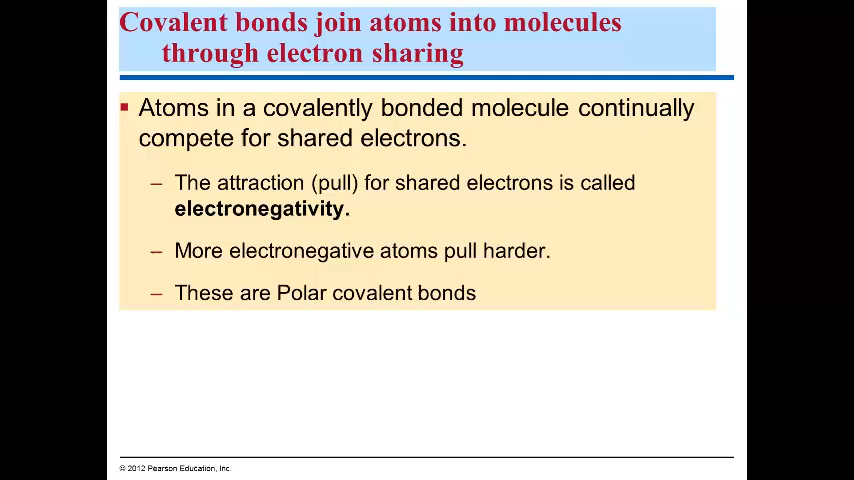 Covalent bonds join atoms into molecules
through electron sharing
▪ Atoms in a covalently bonded molecule continually
compete for shared electrons.
– The attraction (pull) for shared electrons is called
electronegativity.
– More electronegative atoms pull harder.
– These are Polar covalent bonds
© 2012 Pearson Education, Inc.